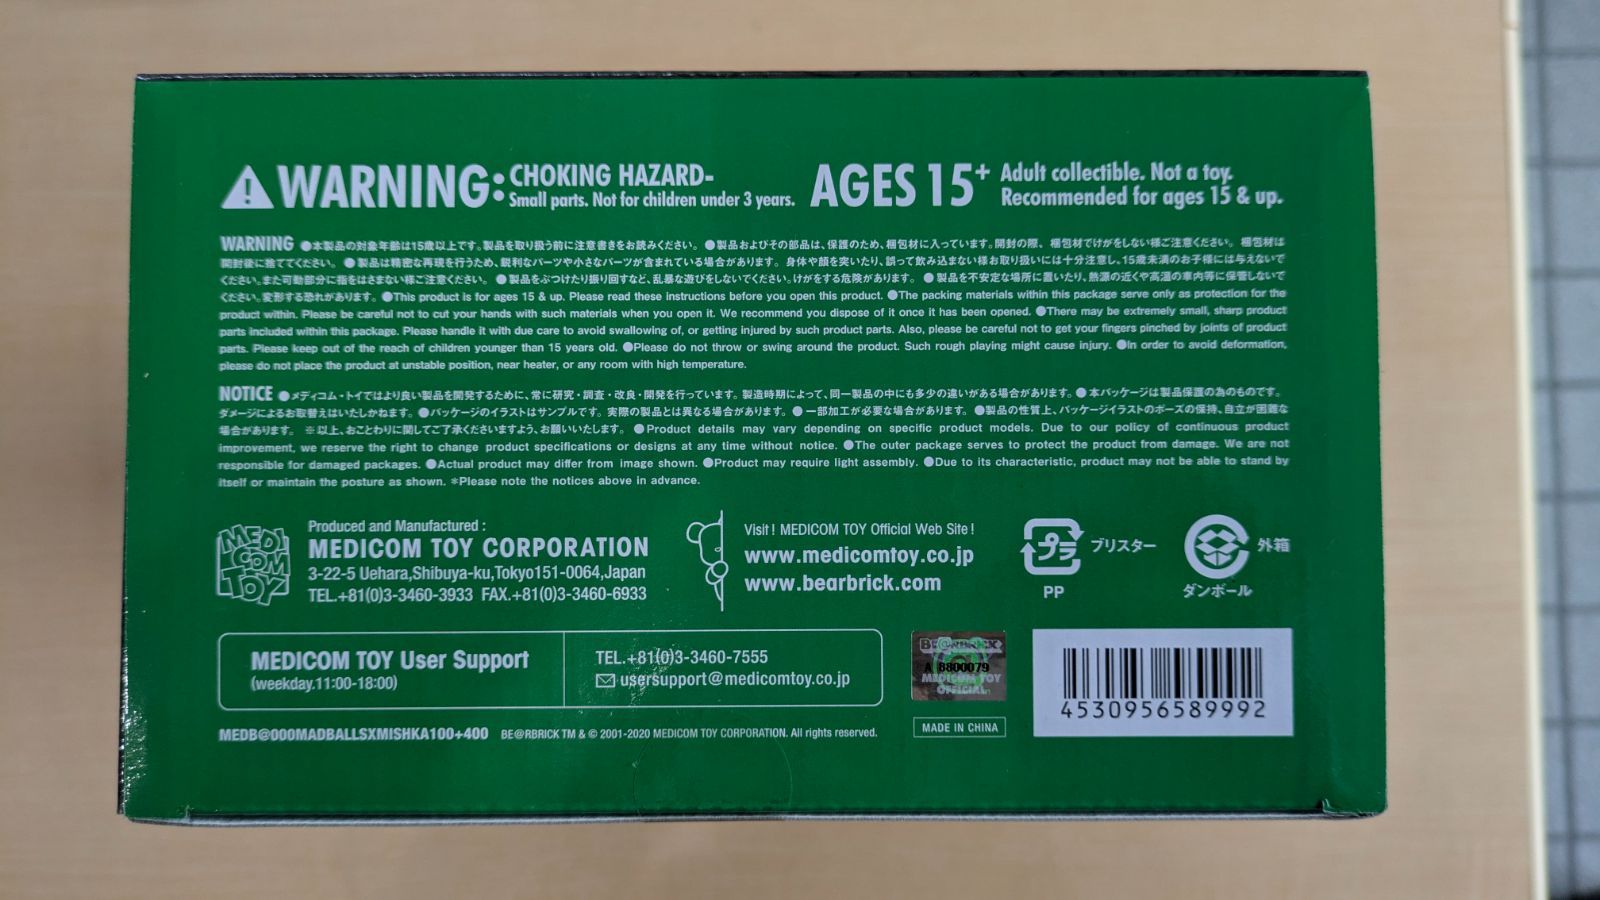 WARNING: CHOKING HAZARD-
Small parts. Not for children under 3 years.
AGES 15+ Adult collectible. Not a toy.
Recommended for ages 15 & up.
WARNING ●本製品の対象年齢は15歳以上です。製品を取り扱う前に注意書きをお読みください。 ●製品およびその部品は、保護のため、梱包材に入っています。開封の際、梱包材でけがをしない様ご注意ください。 梱包材は
開封後に捨ててください。 ●製品は精密な再現を行うため、鋭利なパーツや小さなパーツが含まれている場合があります。 身体や顔を突いたり、誤って飲み込まない様お取り扱いには十分注意し、15歳未満のお子様には与えないで
ください。また可動部分に指をはさまない様ご注意ください。 ●製品をぶつけたり振り回すなど、乱暴な遊びをしないでください。けがをする危険があります。 ●製品を不安定な場所に置いたり、熱源の近くや高温の車内等に保管しないで
ください。変形する恐れがあります。 ●This product is for ages 15 & up. Please read these instructions before you open this product. ●The packing materials within this package serve only as protection for the
product within. Please be careful not to cut your hands with such materials when you open it. We recommend you dispose of it once it has been opened. ●There may be extremely small, sharp product
parts included within this package. Please handle it with due care to avoid swallowing of, or getting injured by such product parts. Also, please be careful not to get your fingers pinched by joints of product
parts. Please keep out of the reach of children younger than 15 years old. ●Please do not throw or swing around the product. Such rough playing might cause injury. ●In order to avoid deformation,
please do not place the product at unstable position, near heater, or any room with high temperature.
NOTICE ●メディコム・トイではより良い製品を開発するために、常に研究・調査・改良・開発を行っています。製造時期によって、同一製品の中にも多少の違いがある場合があります。 ●本パッケージは製品保護の為のものです。
ダメージによるお取替えはいたしかねます。 ●パッケージのイラストはサンプルです。実際の製品とは異なる場合があります。 ●一部加工が必要な場合があります。 ●製品の性質上、パッケージイラストのポーズの保持、自立が困難な
場合があります。 ※以上、おことわりに関してご了承くださいますよう、お願いいたします。 ●Product details may vary depending on specific product models. Due to our policy of continuous product
improvement, we reserve the right to change product specifications or designs at any time without notice. ●The outer package serves to protect the product from damage. We are not
responsible for damaged packages. ●Actual product may differ from image shown. ●Product may require light assembly. ●Due to its characteristic, product may not be able to stand by
itself or maintain the posture as shown. *Please note the notices above in advance.
MEDI COM TOY
Produced and Manufactured :
MEDICOM TOY CORPORATION
3-22-5 Uehara,Shibuya-ku,Tokyo151-0064,Japan
TEL.+81(0)3-3460-3933 FAX.+81(0)3-3460-6933
Visit ! MEDICOM TOY Official Web Site !
www.medicomtoy.co.jp
www.bearbrick.com
プラ ブリスター
PP
外箱
ダンボール
MEDICOM TOY User Support
(weekday.11:00-18:00)
TEL.+81(0)3-3460-7555
usersupport@medicomtoy.co.jp
BE@RBRICK
A 8800079
MEDICOM TOY
OFFICIAL
MADE IN CHINA
4530956589992
MEDB@000MADBALLSXMISHKA100+400 BE@RBRICK TM & © 2001-2020 MEDICOM TOY CORPORATION. All rights reserved.